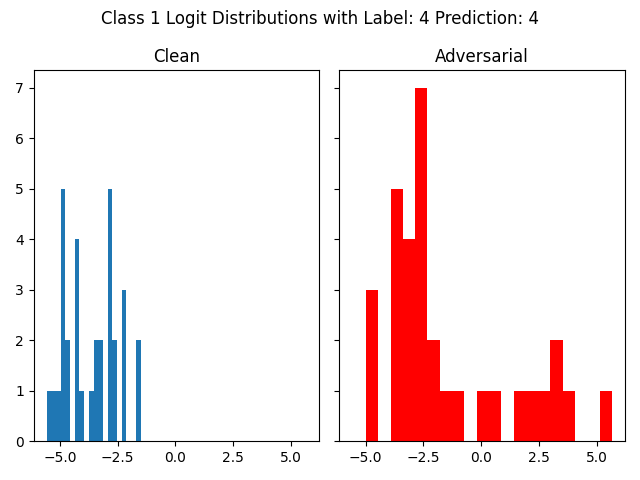 Class 1 Logit Distributions with Label: 4 Prediction: 4
Clean
Adversarial
7
6
5
4
3
2
1
0
−5.0 −2.5 0.0 2.5 5.0
−5.0 −2.5 0.0 2.5 5.0